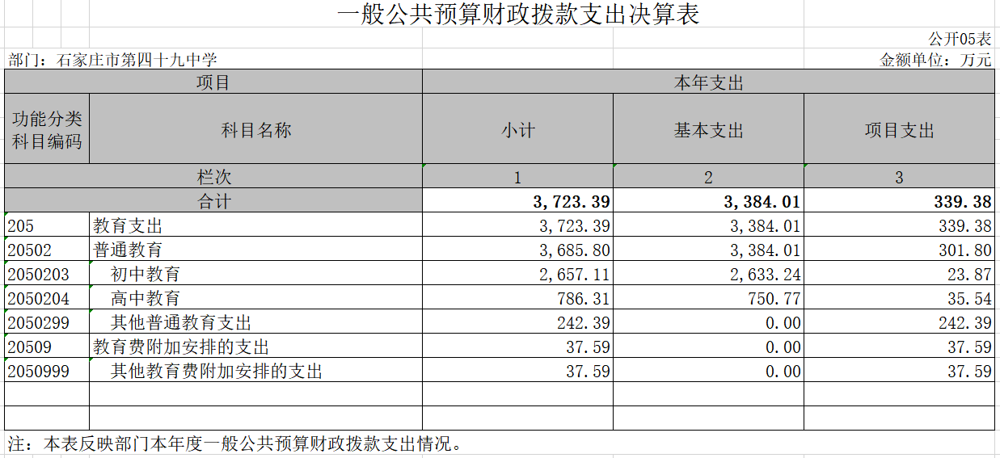 一般公共预算财政拨款支出决算表
公开05表
部门：石家庄市第四十九中学 金额单位：万元
项目 本年支出
功能分类科目编码 科目名称 小计 基本支出 项目支出
栏次 1 2 3
合计 3,723.39 3,384.01 339.38
205 教育支出 3,723.39 3,384.01 339.38
20502 普通教育 3,685.80 3,384.01 301.80
2050203 初中教育 2,657.11 2,633.24 23.87
2050204 高中教育 786.31 750.77 35.54
2050299 其他普通教育支出 242.39 0.00 242.39
20509 教育费附加安排的支出 37.59 0.00 37.59
2050999 其他教育费附加安排的支出 37.59 0.00 37.59
注：本表反映部门本年度一般公共预算财政拨款支出情况。